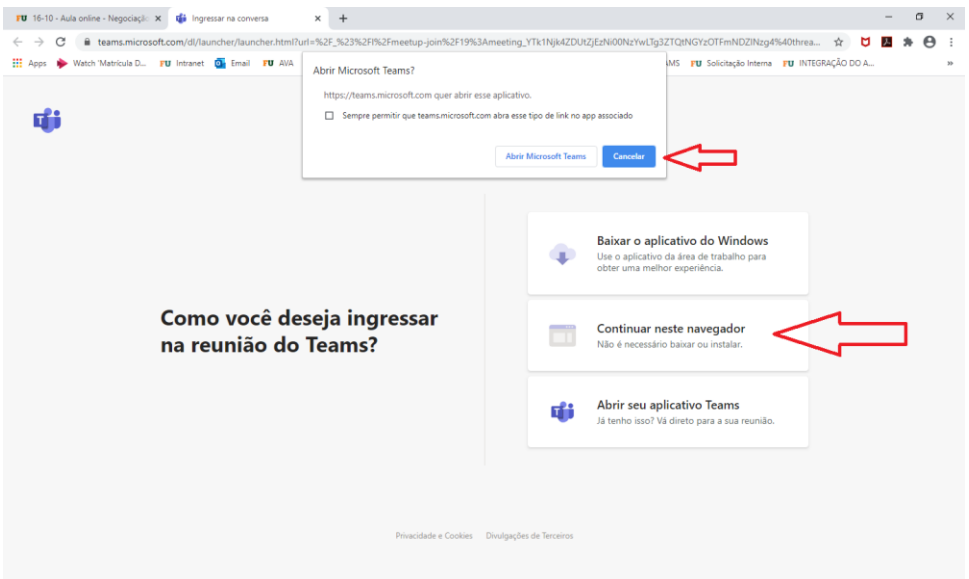 16-10 - Aula online - Negociaçã
Ingressar na conversa
teams.microsoft.com/dl/launcher/launcher.html?url=%2F_%23%2Fl%2Fmeetup-join%2F19%3Ameeting_YTk1Njk4ZDUtZjEzNi00NzYwLTg3ZTQtNGYzOTFmNDZlNzg4%40threa...
Apps
Watch 'Matrícula D...
Intranet
Email
AVA
AMS
Solicitação Interna
INTEGRAÇÃO DO A...
Abrir Microsoft Teams?
https://teams.microsoft.com quer abrir esse aplicativo.
Sempre permitir que teams.microsoft.com abra esse tipo de link no app associado
Abrir Microsoft Teams
Cancelar
Como você deseja ingressar
na reunião do Teams?
Baixar o aplicativo do Windows
Use o aplicativo da área de trabalho para
obter uma melhor experiência.
Continuar neste navegador
Não é necessário baixar ou instalar.
Abrir seu aplicativo Teams
Já tenho isso? Vá direto para a sua reunião.
Privacidade e Cookies
Divulgações de Terceiros